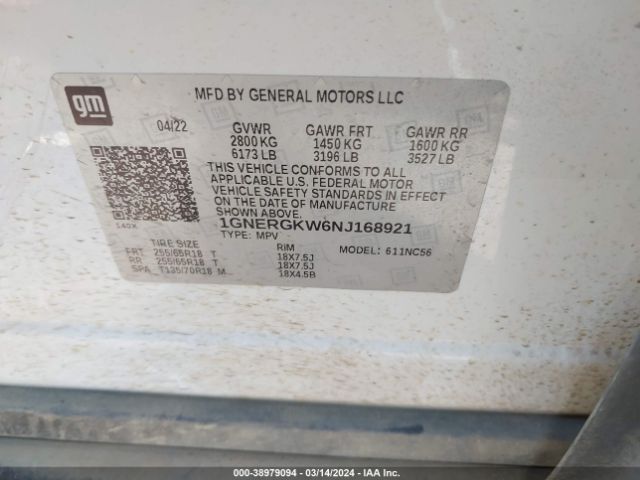 gm
MFD BY GENERAL MOTORS LLC
04/22 GVWR GAWR FRT GAWR RR
2800 KG 1450 KG 1600 KG
6173 LB 3196 LB 3527 LB
THIS VEHICLE CONFORMS TO ALL
APPLICABLE U.S. FEDERAL MOTOR
VEHICLE SAFETY STANDARDS IN EFFECT
ON THE DATE OF MANUFACTURE
SHOWN ABOVE.
140X 1GNERGKW6NJ168921
TYPE: MPV MODEL: 611NC56
TIRE SIZE RIM
FRT 255/65R18 T 18X7.5J
RR 255/65R18 T 18X7.5J
SPA T135/70R18 M 18X4.5B
000-38979094 | 03/14/2024 | IAA Inc.